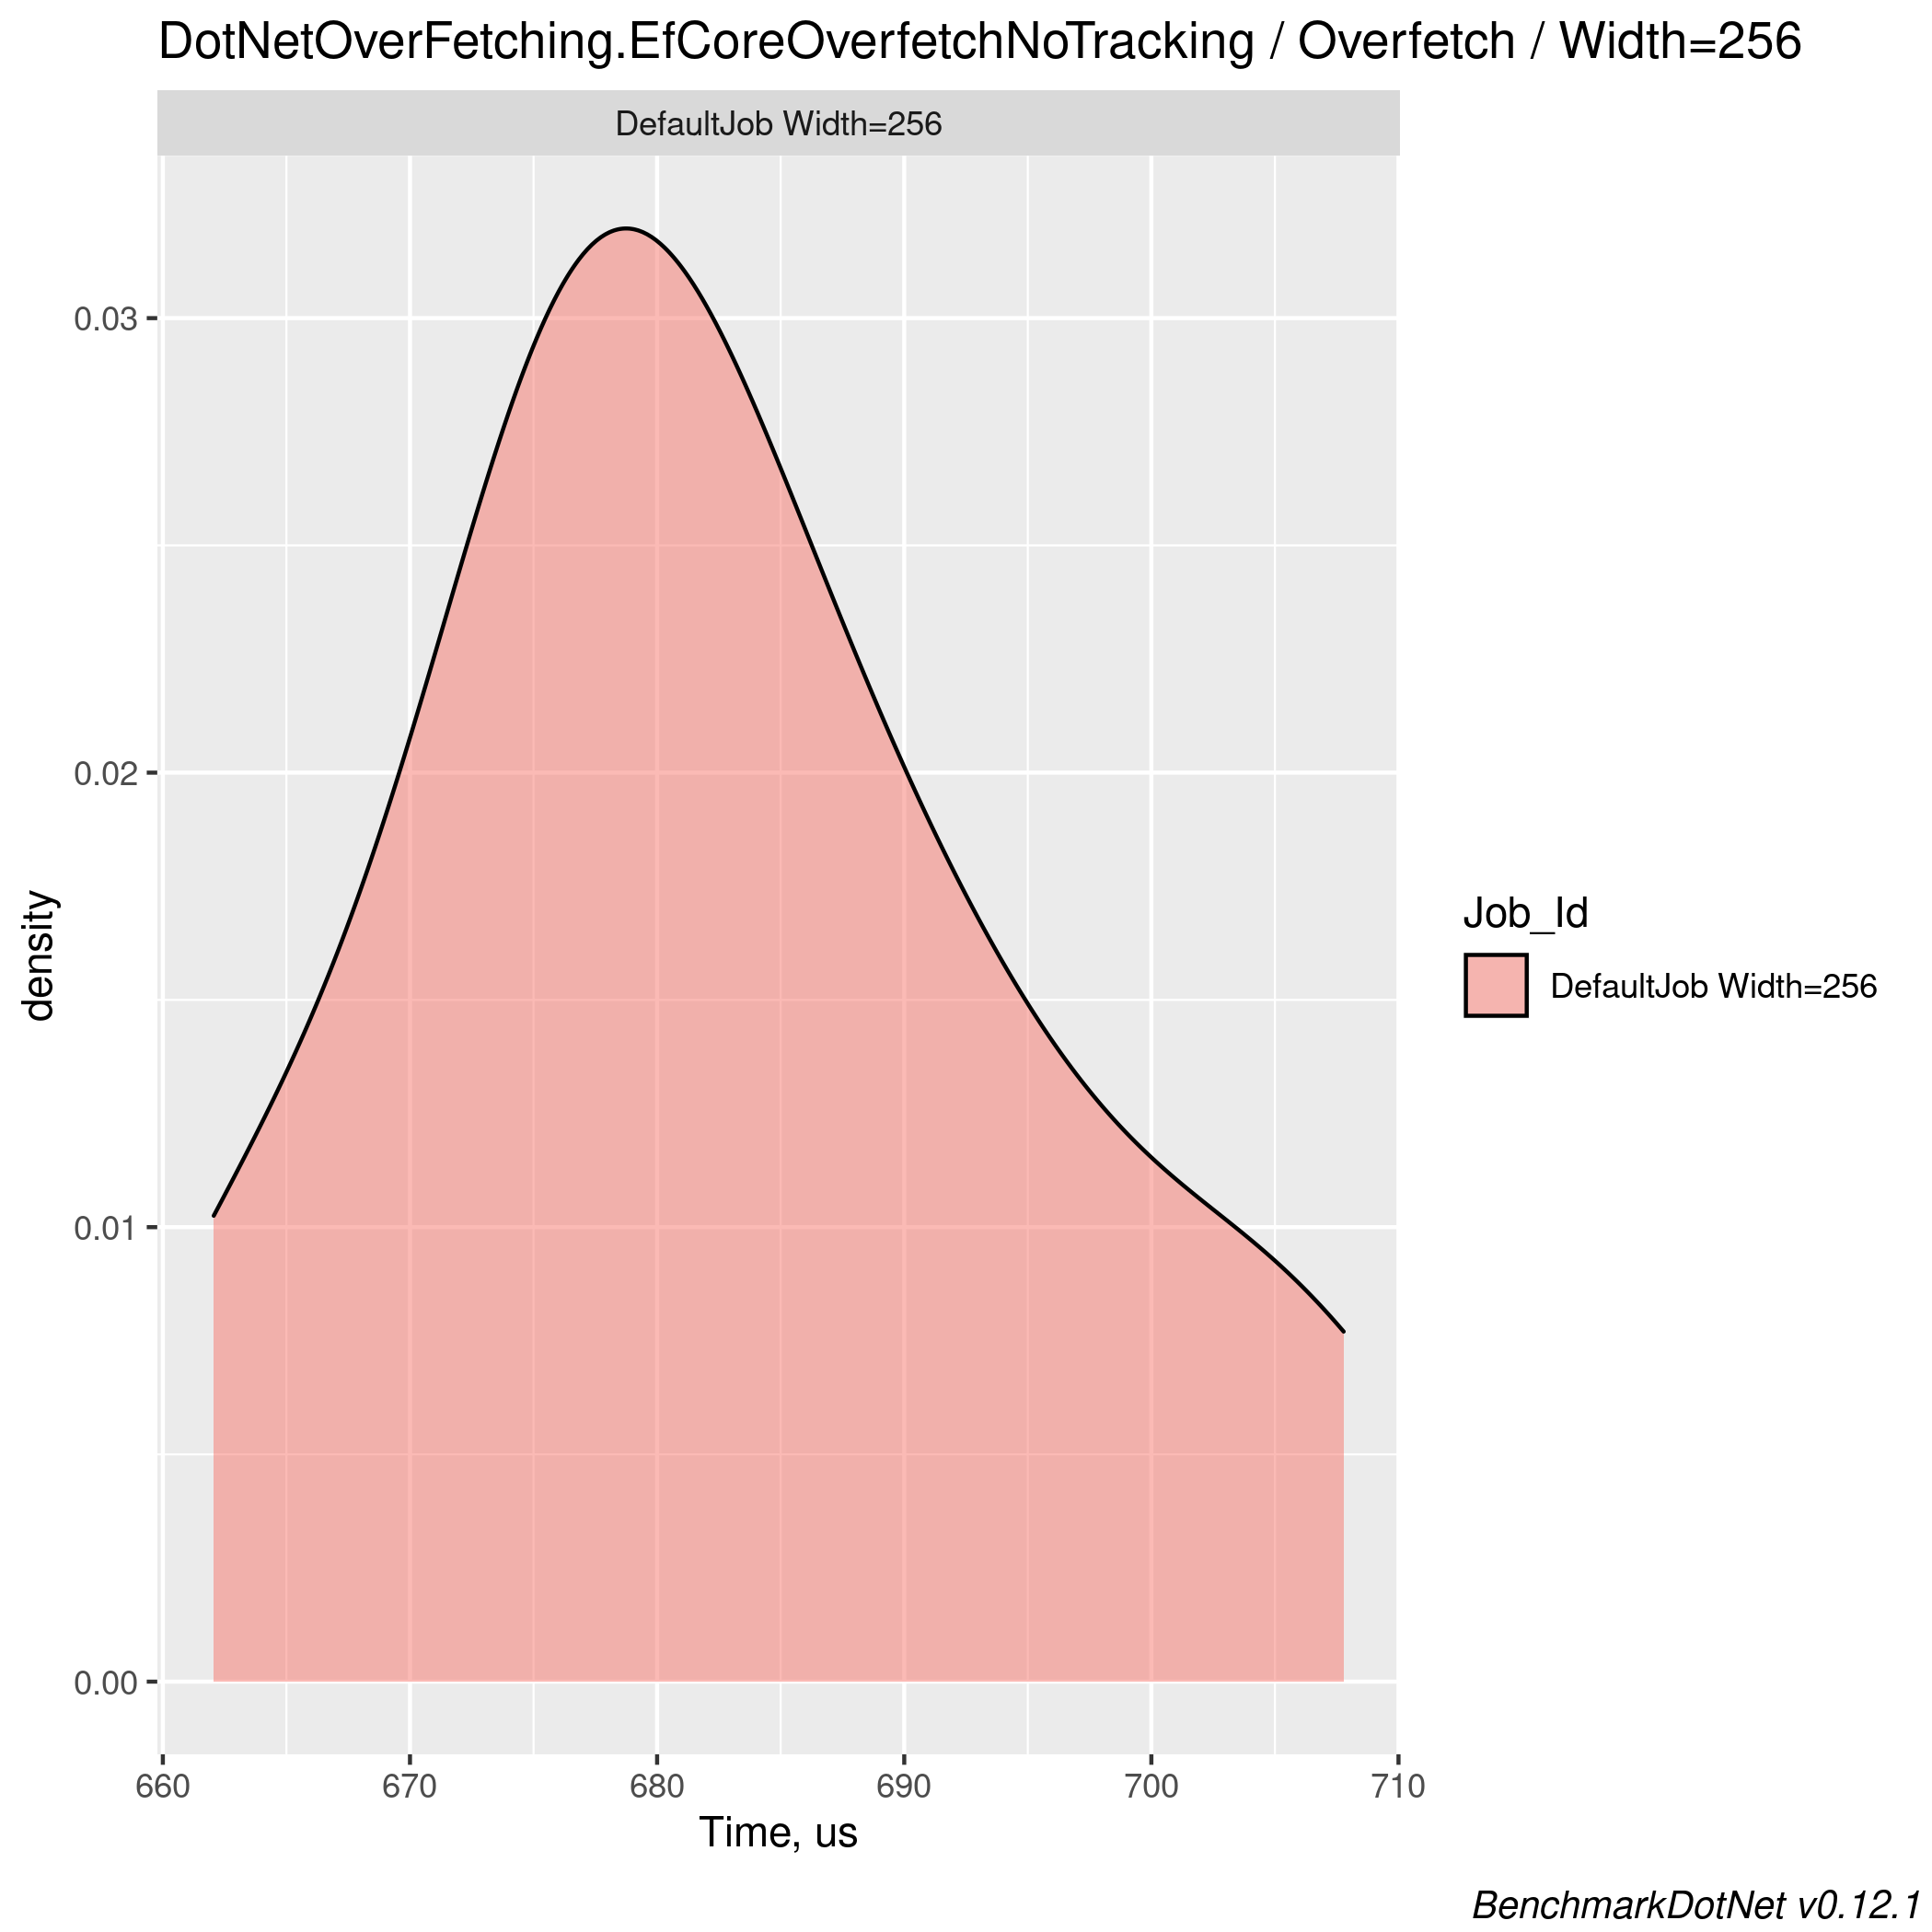 DotNetOverFetching.EfCoreOverfetchNoTracking / Overfetch / Width=256
DefaultJob Width=256
0.03
0.02
0.01
0.00
density
660 670 680 690 700 710
Time, us
Job_Id
DefaultJob Width=256
BenchmarkDotNet v0.12.1